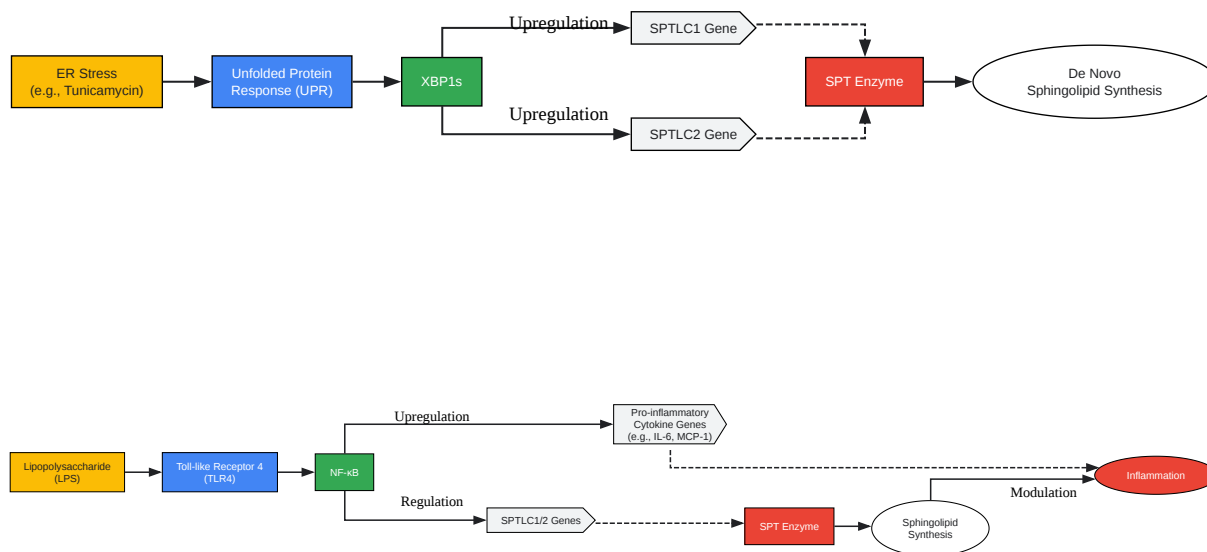 Upregulation
SPTLC1 Gene
ER Stress
(e.g., Tunicamycin)
Unfolded Protein
Response (UPR)
XBP1s
SPT Enzyme
De Novo
Sphingolipid Synthesis
Upregulation
SPTLC2 Gene
Upregulation
Pro-inflammatory
Cytokine Genes
(e.g., IL-6, MCP-1)
Lipopolysaccharide
(LPS)
Toll-like Receptor 4
(TLR4)
NF-κB
Inflammation
Regulation
Modulation
SPTLC1/2 Genes
SPT Enzyme
Sphingolipid
Synthesis